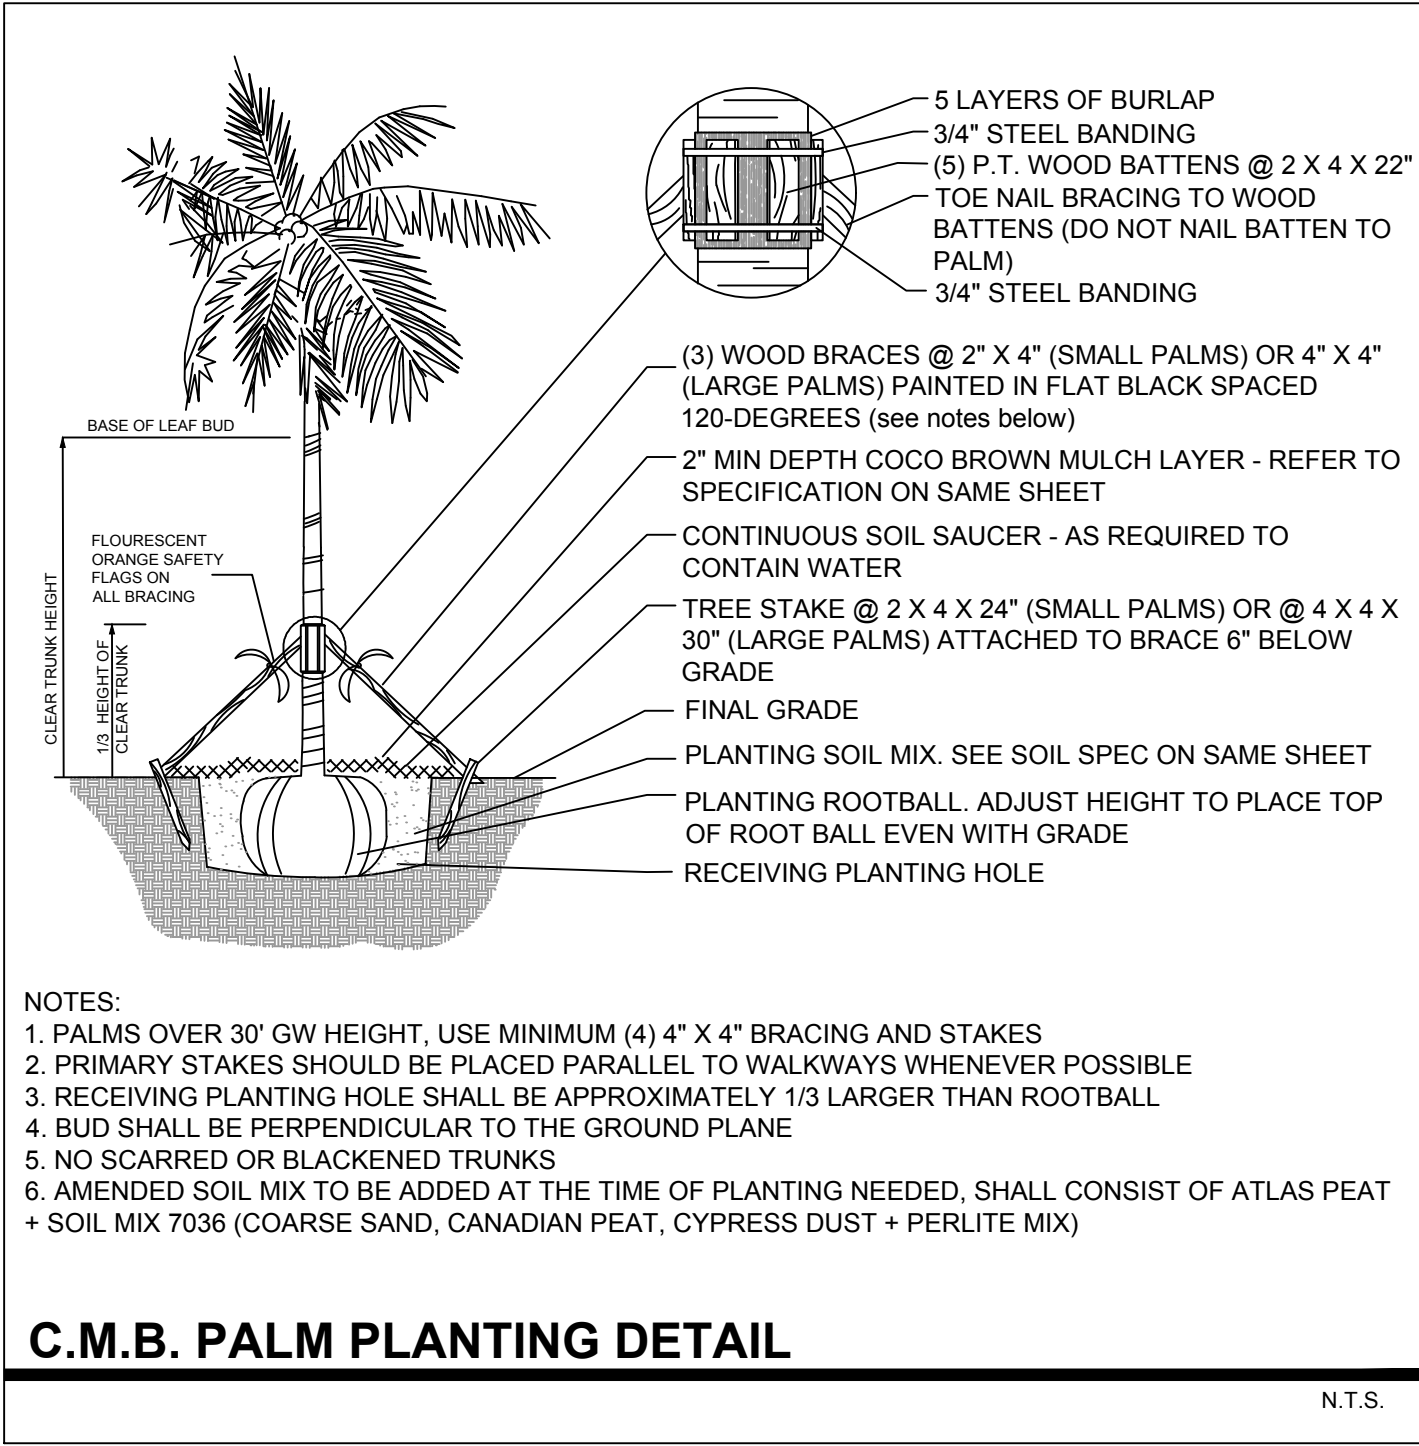 5 LAYERS OF BURLAP
3/4" STEEL BANDING
(5) P.T. WOOD BATTENS @ 2 X 4 X 22"
TOE NAIL BRACING TO WOOD
BATTENS (DO NOT NAIL BATTEN TO
PALM)
3/4" STEEL BANDING
(3) WOOD BRACES @ 2" X 4" (SMALL PALMS) OR 4" X 4"
(LARGE PALMS) PAINTED IN FLAT BLACK SPACED
120-DEGREES (see notes below)
2" MIN DEPTH COCO BROWN MULCH LAYER - REFER TO
SPECIFICATION ON SAME SHEET
CONTINUOUS SOIL SAUCER - AS REQUIRED TO
CONTAIN WATER
TREE STAKE @ 2 X 4 X 24" (SMALL PALMS) OR @ 4 X 4 X
30" (LARGE PALMS) ATTACHED TO BRACE 6" BELOW
GRADE
FINAL GRADE
PLANTING SOIL MIX. SEE SOIL SPEC ON SAME SHEET
PLANTING ROOTBALL. ADJUST HEIGHT TO PLACE TOP
OF ROOT BALL EVEN WITH GRADE
RECEIVING PLANTING HOLE
BASE OF LEAF BUD
FLOURESCENT
ORANGE SAFETY
FLAGS ON
ALL BRACING
CLEAR TRUNK HEIGHT
1/3 HEIGHT OF
CLEAR TRUNK
NOTES:
1. PALMS OVER 30' GW HEIGHT, USE MINIMUM (4) 4" X 4" BRACING AND STAKES
2. PRIMARY STAKES SHOULD BE PLACED PARALLEL TO WALKWAYS WHENEVER POSSIBLE
3. RECEIVING PLANTING HOLE SHALL BE APPROXIMATELY 1/3 LARGER THAN ROOTBALL
4. BUD SHALL BE PERPENDICULAR TO THE GROUND PLANE
5. NO SCARRED OR BLACKENED TRUNKS
6. AMENDED SOIL MIX TO BE ADDED AT THE TIME OF PLANTING NEEDED, SHALL CONSIST OF ATLAS PEAT
+ SOIL MIX 7036 (COARSE SAND, CANADIAN PEAT, CYPRESS DUST + PERLITE MIX)
C.M.B. PALM PLANTING DETAIL
N.T.S.